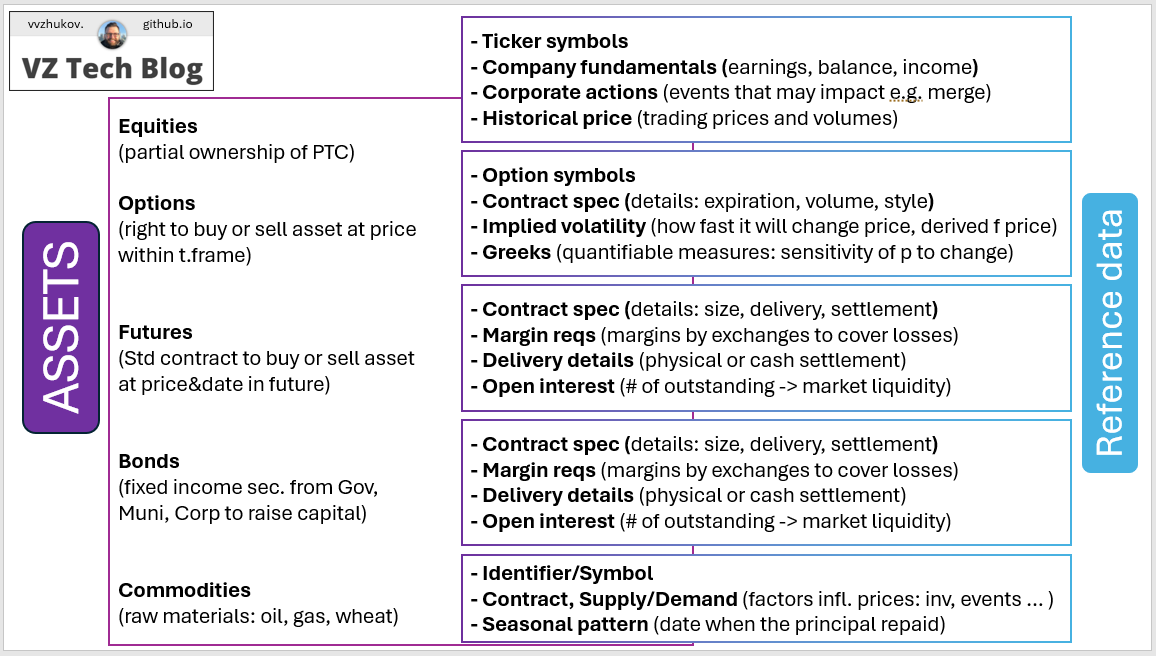 vvzhukov. github.io
VZ Tech Blog
ASSETS
Equities
(partial ownership of PTC)
Options
(right to buy or sell asset at price
within t.frame)
Futures
(Std contract to buy or sell asset
at price&date in future)
Bonds
(fixed income sec. from Gov,
Muni, Corp to raise capital)
Commodities
(raw materials: oil, gas, wheat)
- Ticker symbols
- Company fundamentals (earnings, balance, income)
- Corporate actions (events that may impact e.g. merge)
- Historical price (trading prices and volumes)
- Option symbols
- Contract spec (details: expiration, volume, style)
- Implied volatility (how fast it will change price, derived f price)
- Greeks (quantifiable measures: sensitivity of p to change)
- Contract spec (details: size, delivery, settlement)
- Margin reqs (margins by exchanges to cover losses)
- Delivery details (physical or cash settlement)
- Open interest (# of outstanding -> market liquidity)
- Contract spec (details: size, delivery, settlement)
- Margin reqs (margins by exchanges to cover losses)
- Delivery details (physical or cash settlement)
- Open interest (# of outstanding -> market liquidity)
- Identifier/Symbol
- Contract, Supply/Demand (factors infl. prices: inv, events ... )
- Seasonal pattern (date when the principal repaid)
Reference data